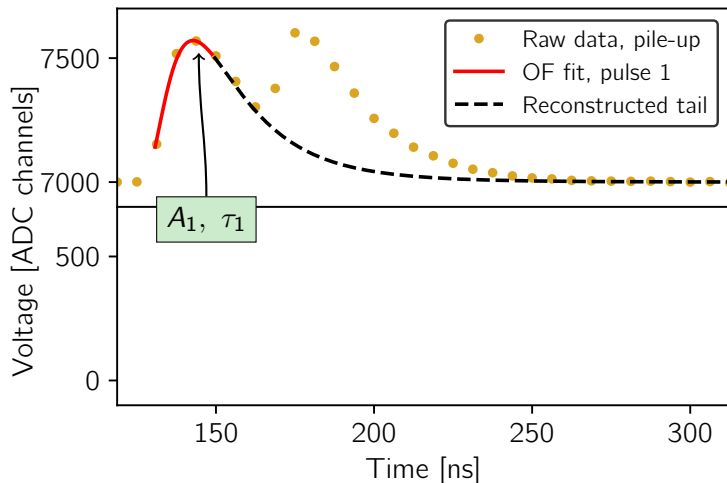 Raw data, pile-up
OF fit, pulse 1
Reconstructed tail
7500
7000
A₁, τ₁
500
0
Voltage [ADC channels]
150
200
250
300
Time [ns]